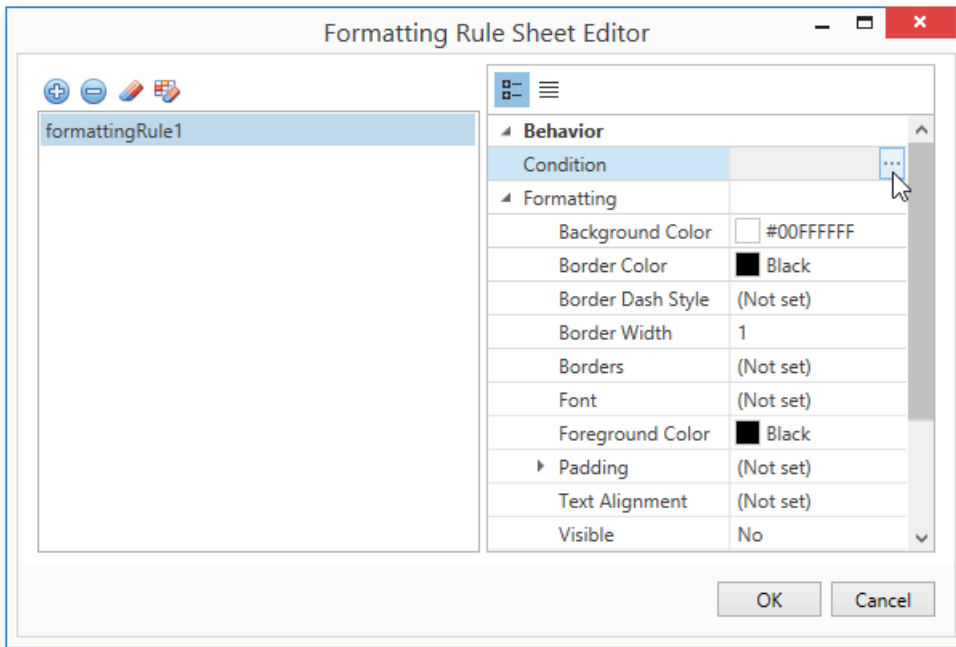 Formatting Rule Sheet Editor
formattingRule1
Behavior
Condition ...
Formatting
Background Color #00FFFFFF
Border Color Black
Border Dash Style (Not set)
Border Width 1
Borders (Not set)
Font (Not set)
Foreground Color Black
Padding (Not set)
Text Alignment (Not set)
Visible No
OK Cancel